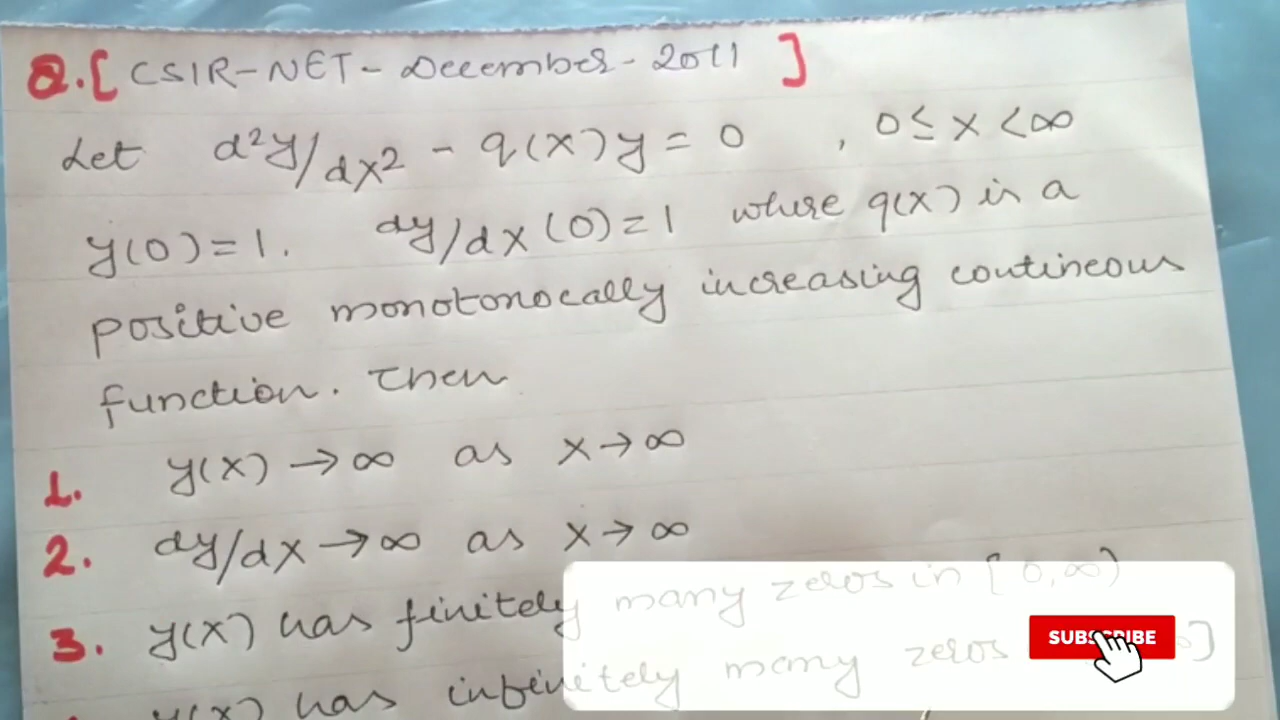 Q.[ CSIR-NET- December- 2011 ]
Let d²y/dx² - q(x)y = 0 , 0 ≤ x < ∞
y(0) = 1. dy/dx (0) = 1 where q(x) is a
positive monotonocally increasing contineous
function. Then
1. y(x) → ∞ as x → ∞
2. dy/dx → ∞ as x → ∞
3. y(x) has finitely many zeros in [0,∞)
y(x) has infinitely many zeros
SUBSCRIBE